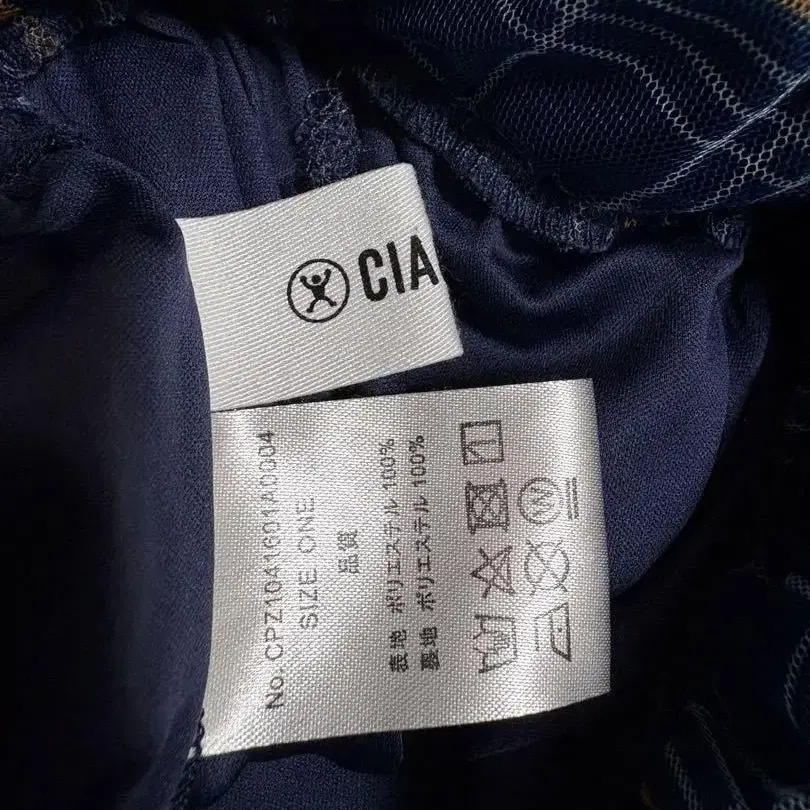 CIA
No. CPZ1041601A0004
SIZE ONE
品質
表地 ポリエステル 100%
裏地 ポリエステル 100%
W